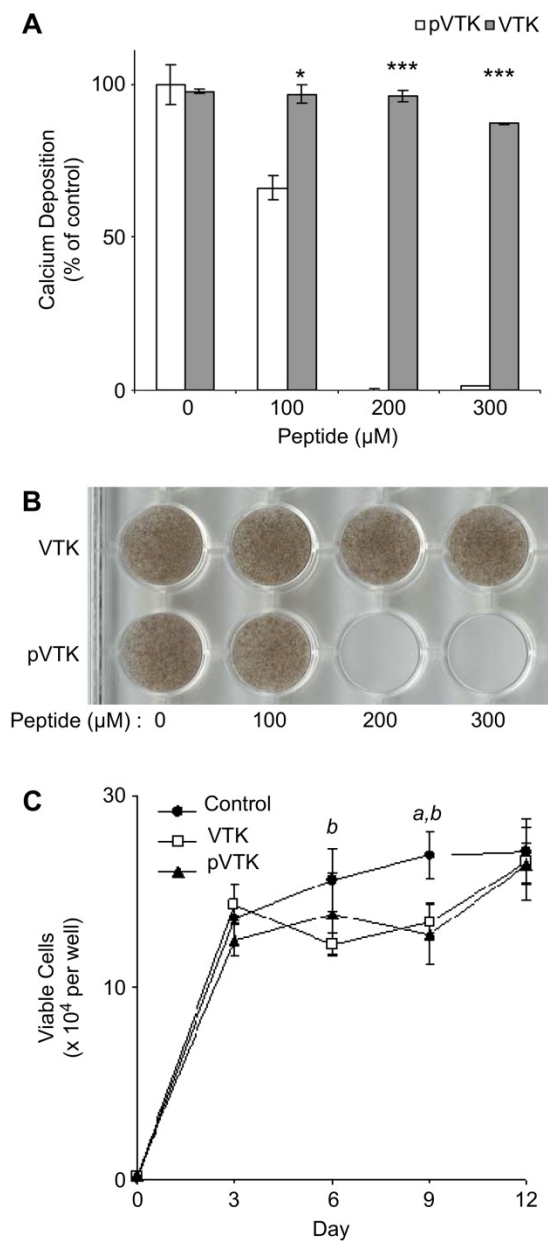 A
pVTK VTK
* *** ***
100
50
0
Calcium Deposition
(% of control)
0 100 200 300
Peptide (µM)
B
VTK
pVTK
Peptide (µM) : 0 100 200 300
C
30
10
0
Viable Cells
(x 10⁴ per well)
Control
VTK
pVTK
b a,b
0 3 6 9 12
Day